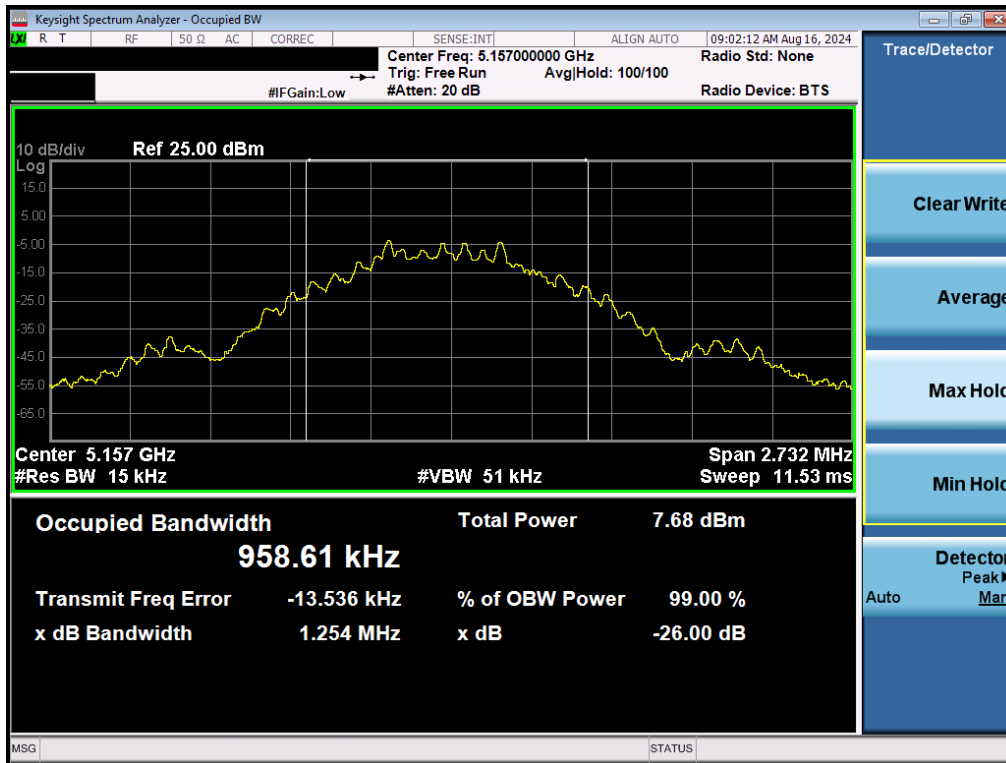 Keysight Spectrum Analyzer - Occupied BW
LXI R T RF 50 Ω AC CORREC SENSE:INT ALIGN AUTO 09:02:12 AM Aug 16, 2024
Center Freq: 5.157000000 GHz Radio Std: None
Trig: Free Run Avg|Hold: 100/100
#IFGain:Low #Atten: 20 dB Radio Device: BTS
Trace/Detector
10 dB/div Ref 25.00 dBm
Log
15.0
5.00
-5.00
-15.0
-25.0
-35.0
-45.0
-55.0
-65.0
Center 5.157 GHz Span 2.732 MHz
#Res BW 15 kHz #VBW 51 kHz Sweep 11.53 ms
Occupied Bandwidth Total Power 7.68 dBm
958.61 kHz
Transmit Freq Error -13.536 kHz % of OBW Power 99.00 %
x dB Bandwidth 1.254 MHz x dB -26.00 dB
Clear Write
Average
Max Hold
Min Hold
Detector
Peak
Auto Man
MSG STATUS